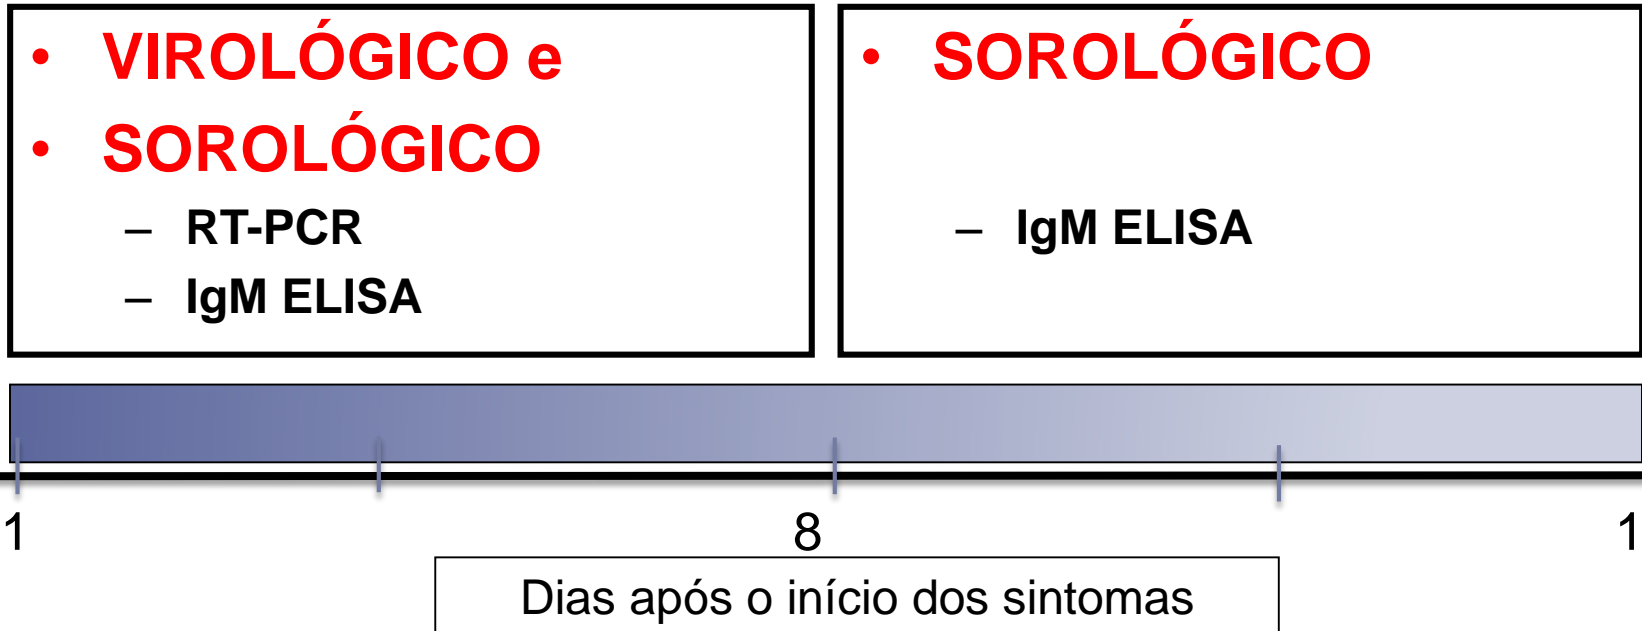 • VIROLÓGICO e
• SOROLÓGICO
– RT-PCR
– IgM ELISA
• SOROLÓGICO
– IgM ELISA
1 8 1
Dias após o início dos sintomas